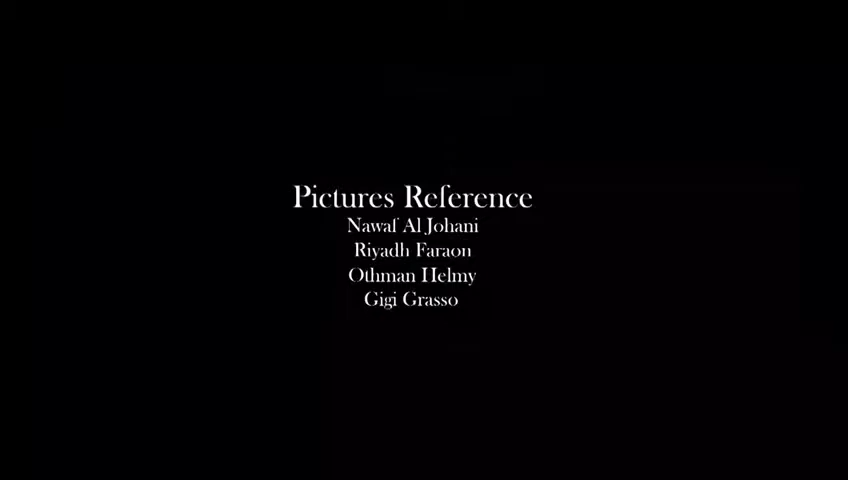 Pictures Reference
Nawaf Al Johani
Riyadh Faraon
Othman Helmy
Gigi Grasso